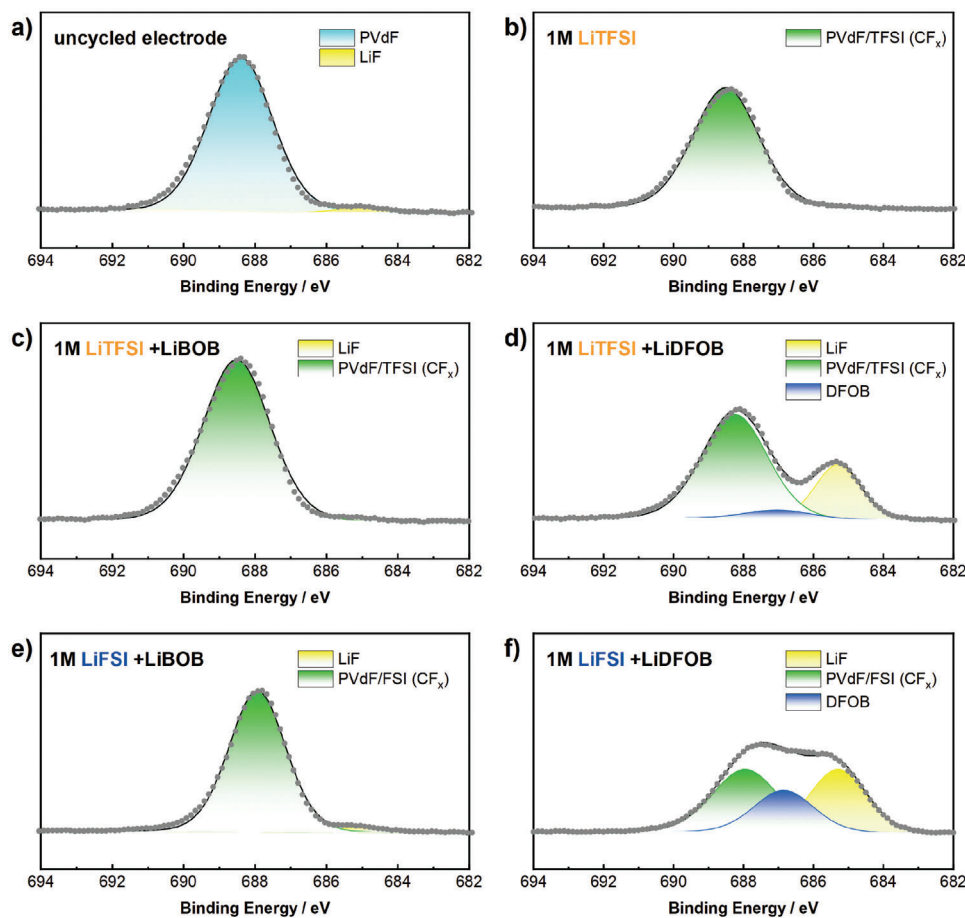 a)
uncycled electrode
PVdF
LiF
694 692 690 688 686 684 682
Binding Energy / eV
b)
1M LiTFSI
PVdF/TFSI (CFₓ)
694 692 690 688 686 684 682
Binding Energy / eV
c)
1M LiTFSI +LiBOB
LiF
PVdF/TFSI (CFₓ)
694 692 690 688 686 684 682
Binding Energy / eV
d)
1M LiTFSI +LiDFOB
LiF
PVdF/TFSI (CFₓ)
DFOB
694 692 690 688 686 684 682
Binding Energy / eV
e)
1M LiFSI +LiBOB
LiF
PVdF/FSI (CFₓ)
694 692 690 688 686 684 682
Binding Energy / eV
f)
1M LiFSI +LiDFOB
LiF
PVdF/FSI (CFₓ)
DFOB
694 692 690 688 686 684 682
Binding Energy / eV